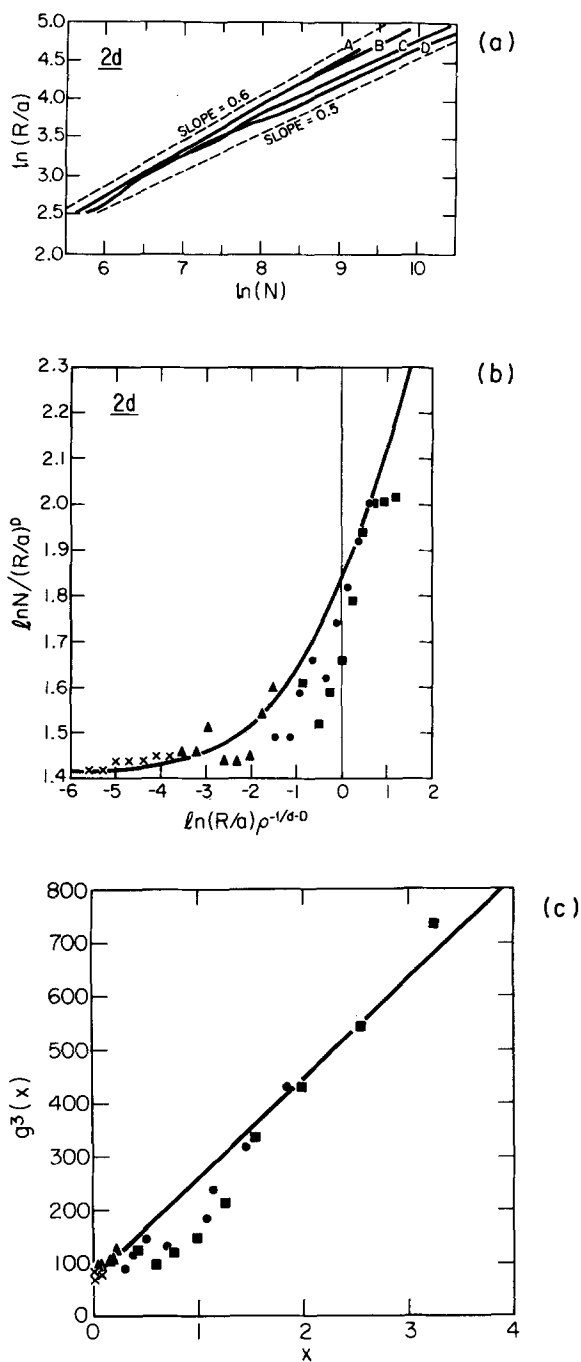 5.0
2d
A
B
C
D
(a)
4.5
4.0
SLOPE = 0.6
ln(R/a)
3.5
SLOPE = 0.5
3.0
2.5
2.0
6 7 8 9 10
ln(N)
2.3
2d
(b)
2.2
2.1
2.0
lnN/(R/a)^D
1.9
1.8
1.7
1.6
1.5
1.4
-6 -5 -4 -3 -2 -1 0 1 2
ln(R/a)ρ^-1/d-D
800
(c)
700
600
500
g³(x)
400
300
200
100
0
0 1 2 3 4
x